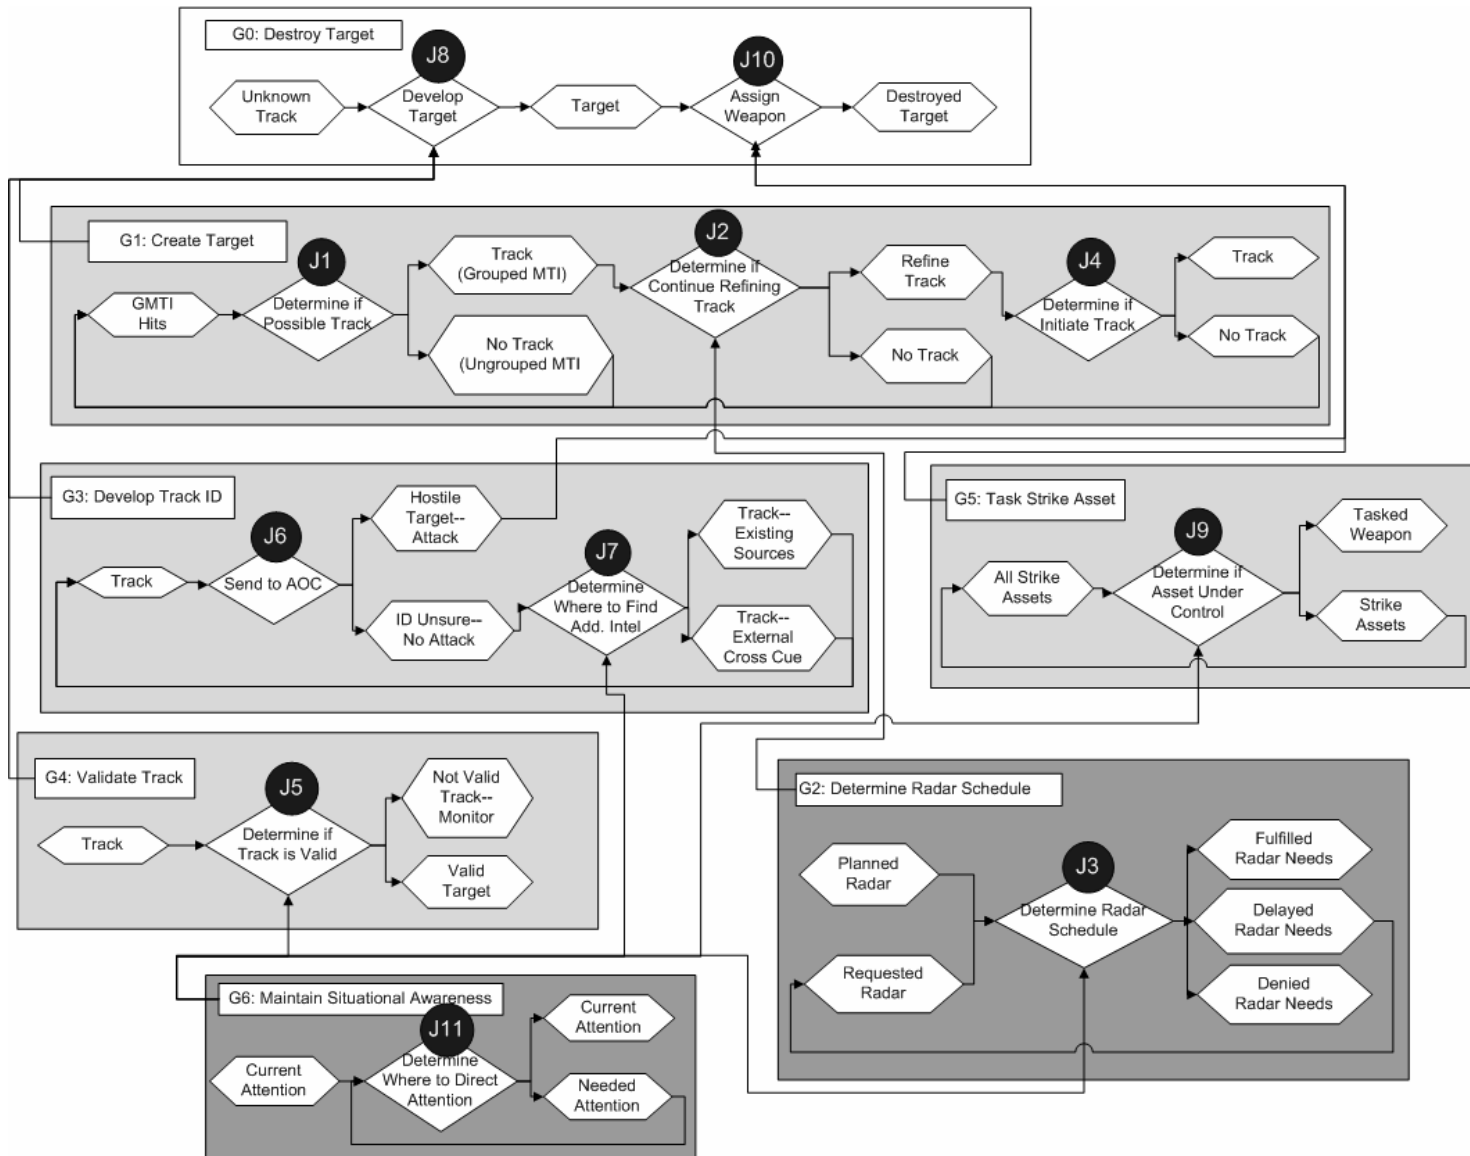 G0: Destroy Target
J8
J10
Unknown
Track
Develop
Target
Target
Assign
Weapon
Destroyed
Target
G1: Create Target
J1
J2
J4
GMTI
Hits
Determine if
Possible Track
Track
(Grouped MTI)
No Track
(Ungrouped MTI
Determine if
Continue Refining
Track
Refine
Track
No Track
Determine if
Initiate Track
Track
No Track
G3: Develop Track ID
J6
J7
Track
Send to AOC
Hostile
Target--
Attack
ID Unsure--
No Attack
Determine
Where to Find
Add. Intel
Track--
Existing
Sources
Track--
External
Cross Cue
G5: Task Strike Asset
J9
All Strike
Assets
Determine if
Asset Under
Control
Tasked
Weapon
Strike
Assets
G4: Validate Track
J5
Track
Determine if
Track is Valid
Not Valid
Track--
Monitor
Valid
Target
G2: Determine Radar Schedule
J3
Planned
Radar
Requested
Radar
Determine Radar
Schedule
Fulfilled
Radar Needs
Delayed
Radar Needs
Denied
Radar Needs
G6: Maintain Situational Awareness
J11
Current
Attention
Determine
Where to Direct
Attention
Current
Attention
Needed
Attention